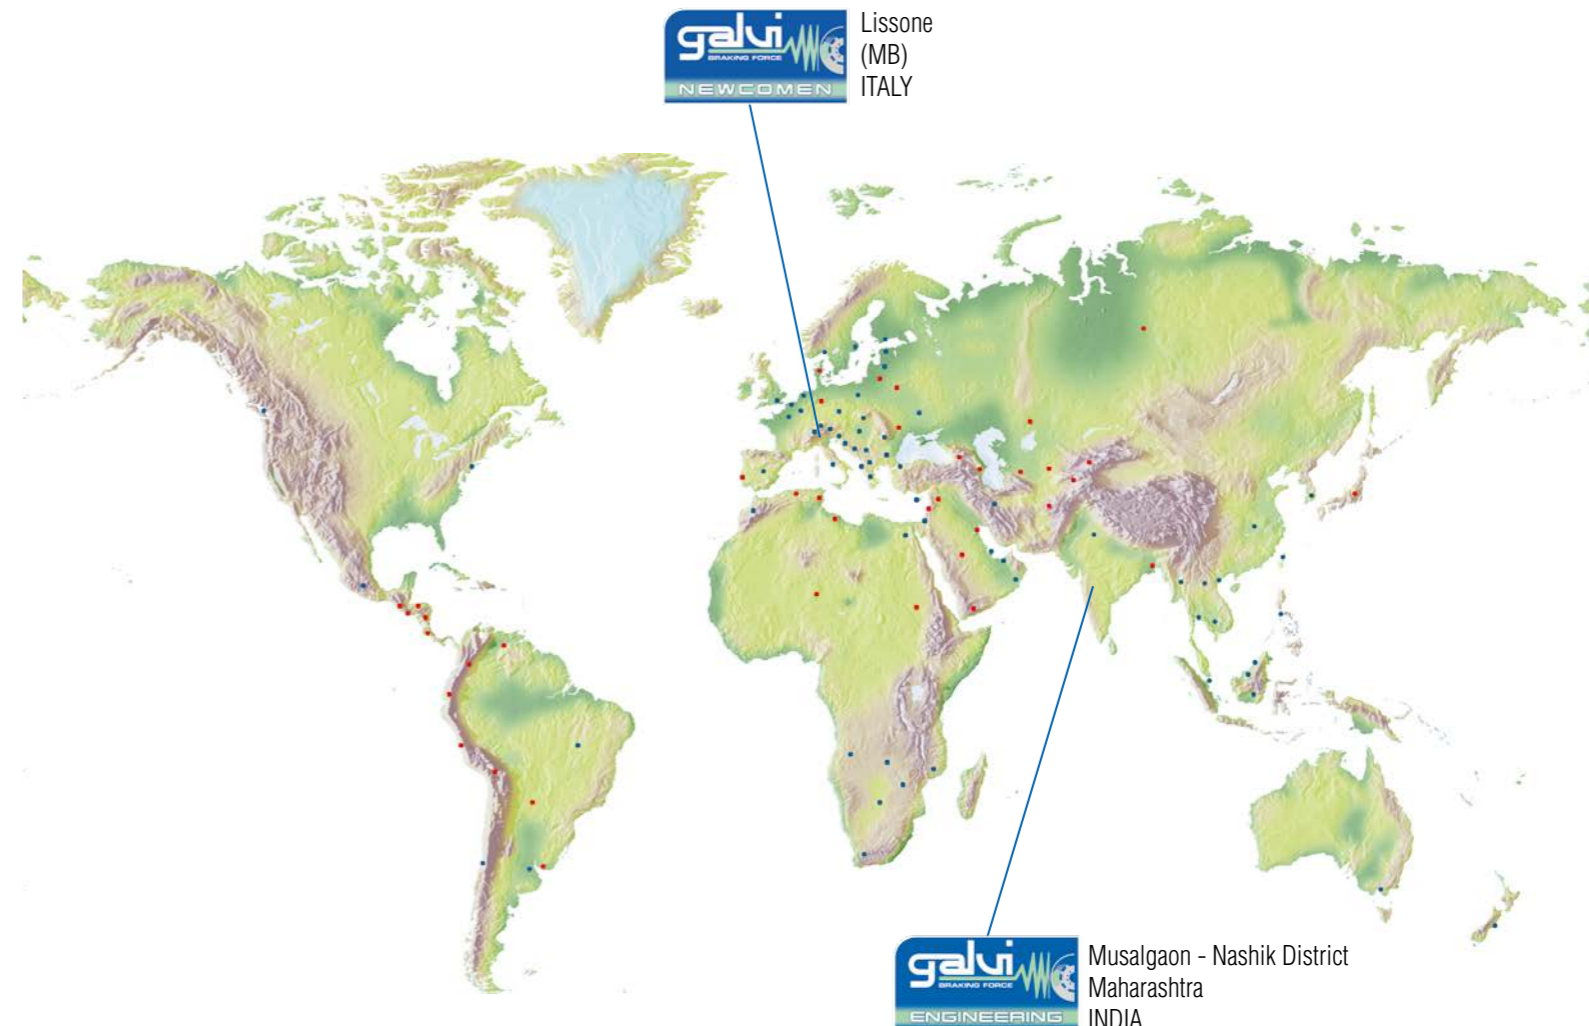 galvi
BRAKING FORCE
NEWCOMEN
Lissone
(MB)
ITALY
galvi
BRAKING FORCE
ENGINEERING
Musalgaon - Nashik District
Maharashtra
INDIA